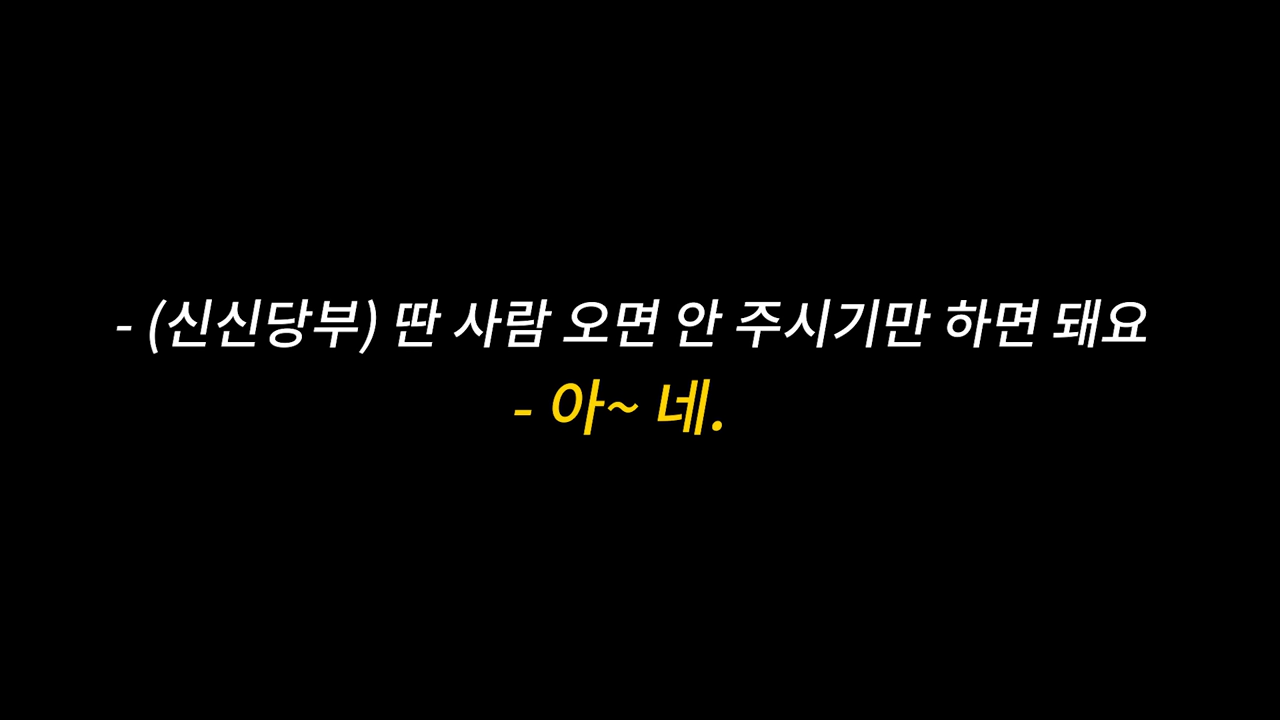 - (신신당부) 딴 사람 오면 안 주시기만 하면 돼요
- 아~ 네.